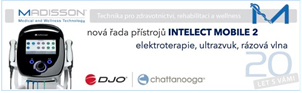 MADISSON
Medical and Wellness Technology
Technika pro zdravotnictví, rehabilitaci a wellness.
nová řada přístrojů INTELECT MOBILE 2
elektroterapie, ultrazvuk, rázová vlna
DJO
chattanooga
20
LET S VÁMI